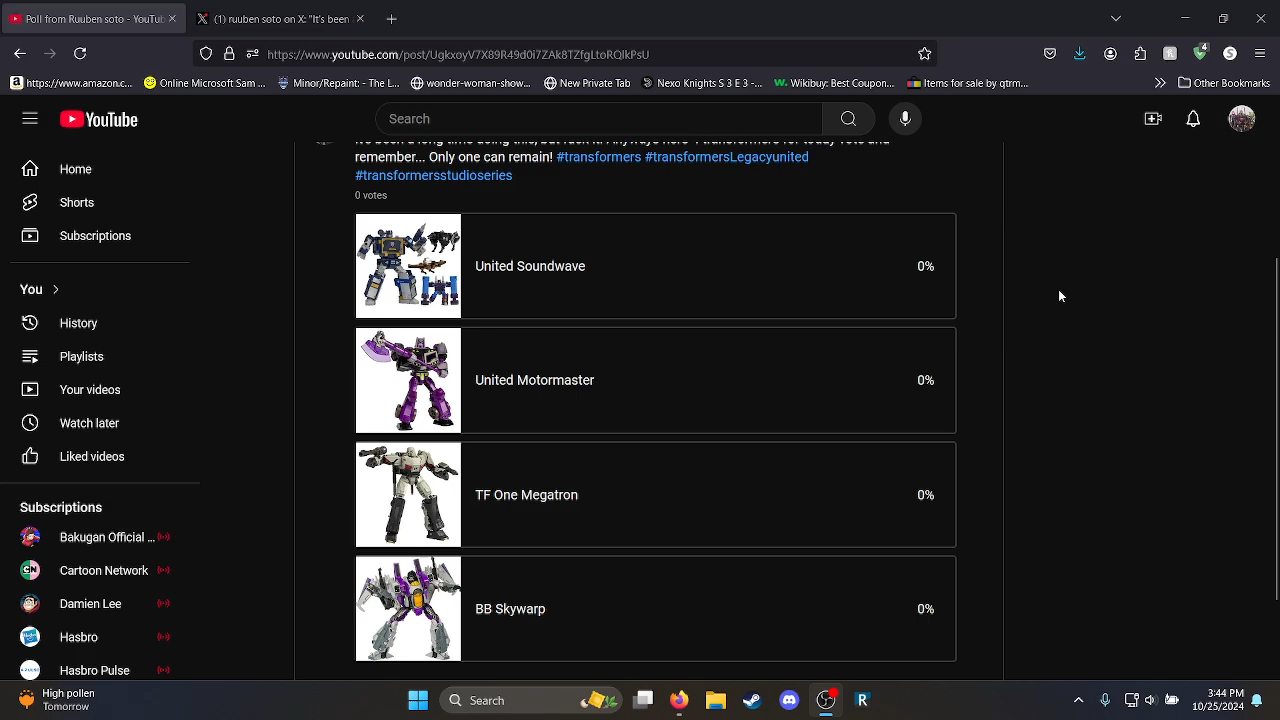 Poll from Ruuben soto - YouTub
(1) ruuben soto on X: "It's been
https://www.youtube.com/post/UgkxoyV7X89R49d0i7ZAk8TZfgLtoRQlkPsU
4
https://www.amazon.c...
Online Microsoft Sam ...
Minor/Repaint: - The L...
wonder-woman-show...
New Private Tab
Nexo Knights S 3 E 3 -...
Wikibuy: Best Coupon...
Items for sale by qtrm...
Other Bookmarks
YouTube
Search
Home
Shorts
Subscriptions
You
History
Playlists
Your videos
Watch later
Liked videos
Subscriptions
Bakugan Official ...
Cartoon Network
Damien Lee
Hasbro
Hasbro Pulse
remember... Only one can remain! #transformers #transformersLegacyunited
#transformersstudioseries
0 votes
United Soundwave 0%
United Motormaster 0%
TF One Megatron 0%
BB Skywarp 0%
High pollen
Tomorrow
Search
3:44 PM
10/25/2024